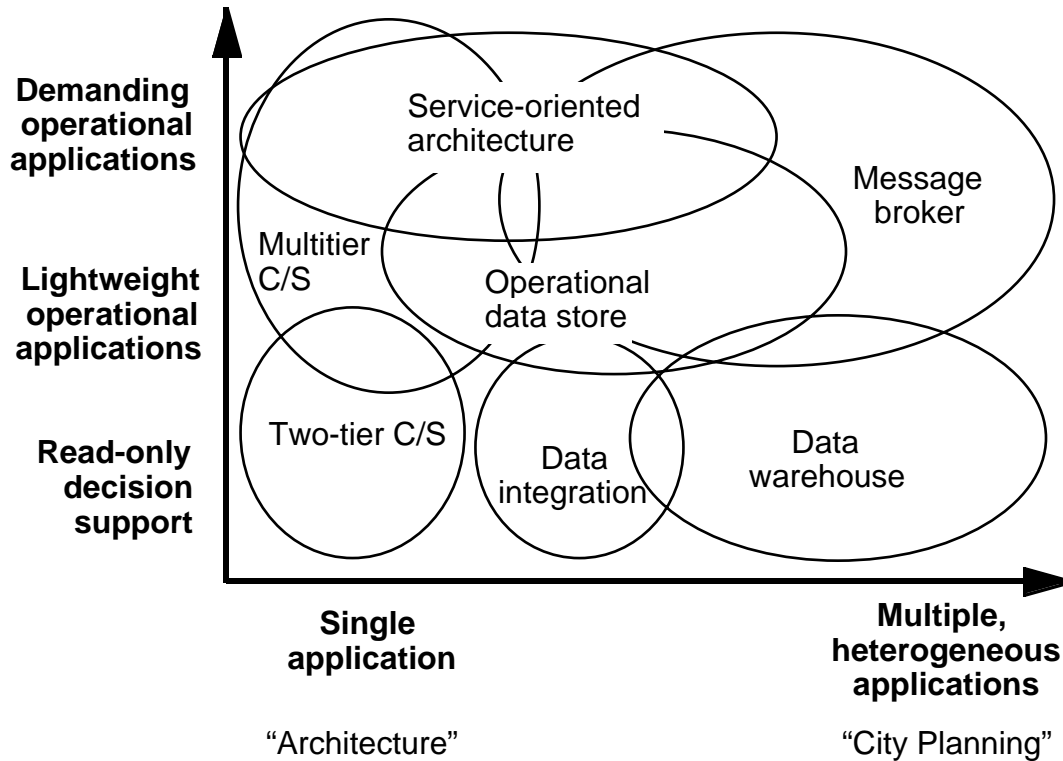 Demanding
operational
applications
Service-oriented
architecture
Message
broker
Multitier
C/S
Lightweight
operational
applications
Operational
data store
Two-tier C/S
Read-only
decision
support
Data
integration
Data
warehouse
Single
application
Multiple,
heterogeneous
applications
“Architecture”
“City Planning”